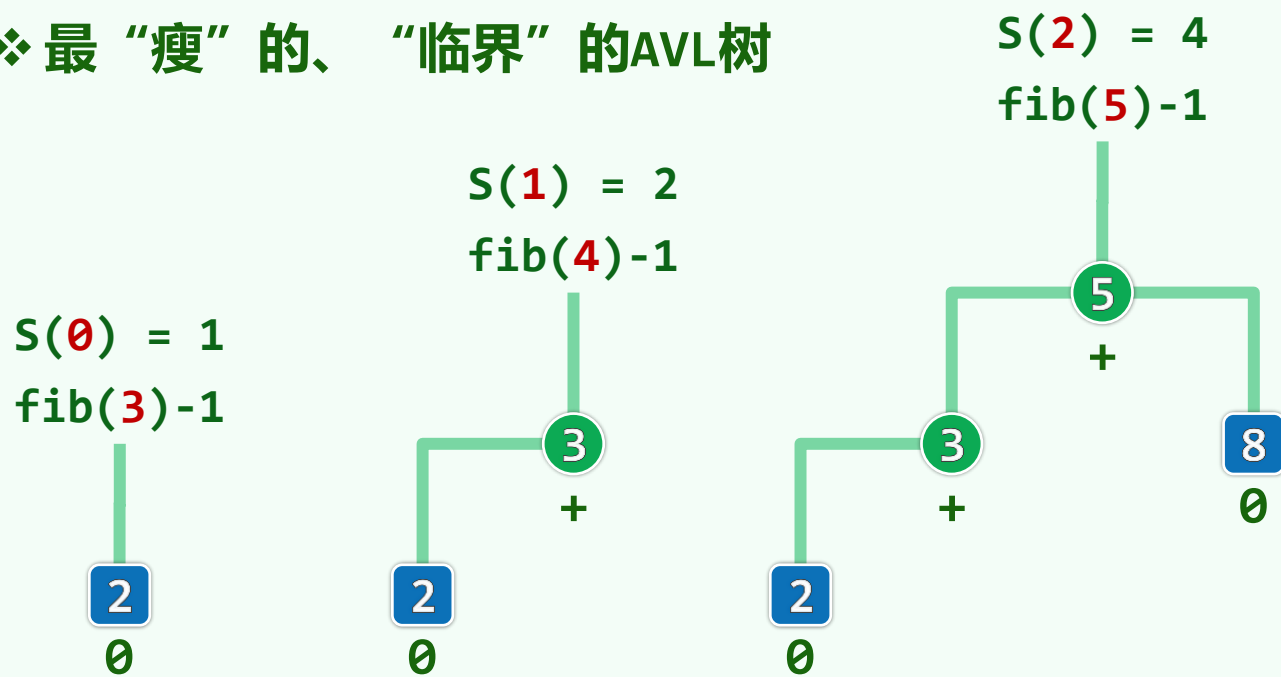 ❖ 最“瘦”的、“临界”的AVL树
S(2) = 4
fib(5)-1
S(1) = 2
fib(4)-1
S(0) = 1
fib(3)-1
5
+
3
+
3
+
8
0
2
0
2
0
2
0